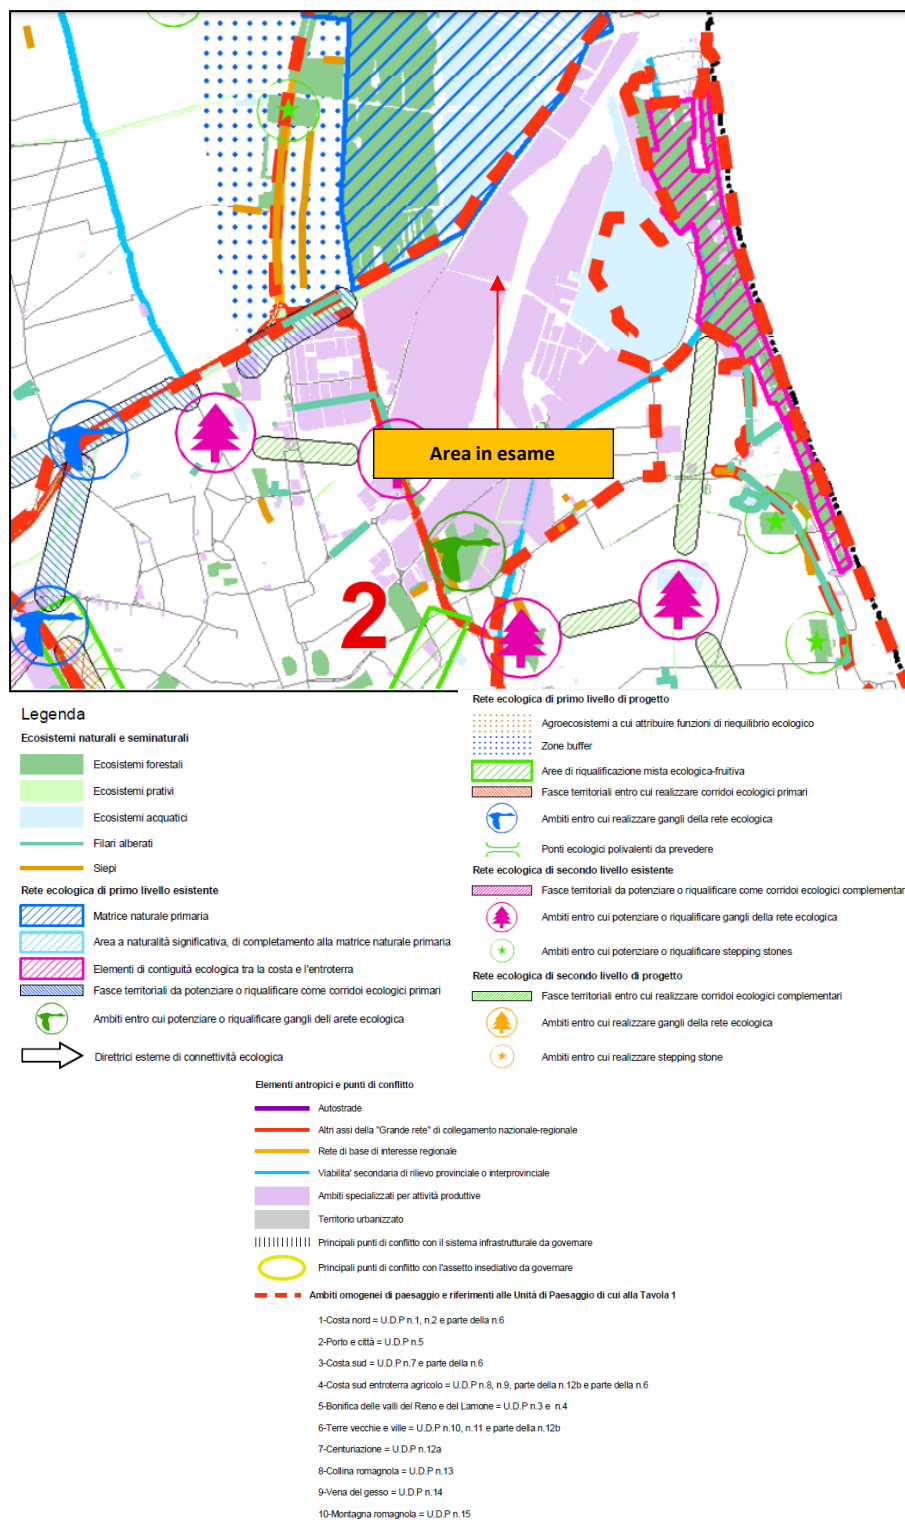 Area in esame
2
Legenda
Ecosistemi naturali e seminaturali
Ecosistemi forestali
Ecosistemi prativi
Ecosistemi acquatici
Filari alberati
Siepi
Rete ecologica di primo livello esistente
Matrice naturale primaria
Area a naturalità significativa, di completamento alla matrice naturale primaria
Elementi di contiguità ecologica tra la costa e l'entroterra
Fasce territoriali da potenziare o riqualificare come corridoi ecologici primari
Ambiti entro cui potenziare o riqualificare gangli dell arete ecologica
Direttrici esterne di connettività ecologica
Rete ecologica di primo livello di progetto
Agroecosistemi a cui attribuire funzioni di riequilibrio ecologico
Zone buffer
Aree di riqualificazione mista ecologica-fruitiva
Fasce territoriali entro cui realizzare corridoi ecologici primari
Ambiti entro cui realizzare gangli della rete ecologica
Ponti ecologici polivalenti da prevedere
Rete ecologica di secondo livello esistente
Fasce territoriali da potenziare o riqualificare come corridoi ecologici complementar
Ambiti entro cui potenziare o riqualificare gangli della rete ecologica
Ambiti entro cui potenziare o riqualificare stepping stones
Rete ecologica di secondo livello di progetto
Fasce territoriali entro cui realizzare corridoi ecologici complementari
Ambiti entro cui realizzare gangli della rete ecologica
Ambiti entro cui realizzare stepping stone
Elementi antropici e punti di conflitto
Autostrade
Altri assi della "Grande rete" di collegamento nazionale-regionale
Rete di base di interesse regionale
Viabilita' secondaria di rilievo provinciale o interprovinciale
Ambiti specializzati per attività produttive
Territorio urbanizzato
Principali punti di conflitto con il sistema infrastrutturale da governare
Principali punti di conflitto con l'assetto insediativo da governare
Ambiti omogenei di paesaggio e riferimenti alle Unità di Paesaggio di cui alla Tavola 1
1-Costa nord = U.D.P n.1, n.2 e parte della n.6
2-Porto e città = U.D.P n.5
3-Costa sud = U.D.P n.7 e parte della n.6
4-Costa sud entroterra agricolo = U.D.P n.8, n.9, parte della n.12b e parte della n.6
5-Bonifica delle valli del Reno e del Lamone = U.D.P n.3 e n.4
6-Terre vecchie e ville = U.D.P n.10, n.11 e parte della n.12b
7-Centuriazione = U.D.P n.12a
8-Collina romagnola = U.D.P n.13
9-Vena del gesso = U.D.P n.14
10-Montagna romagnola = U.D.P n.15